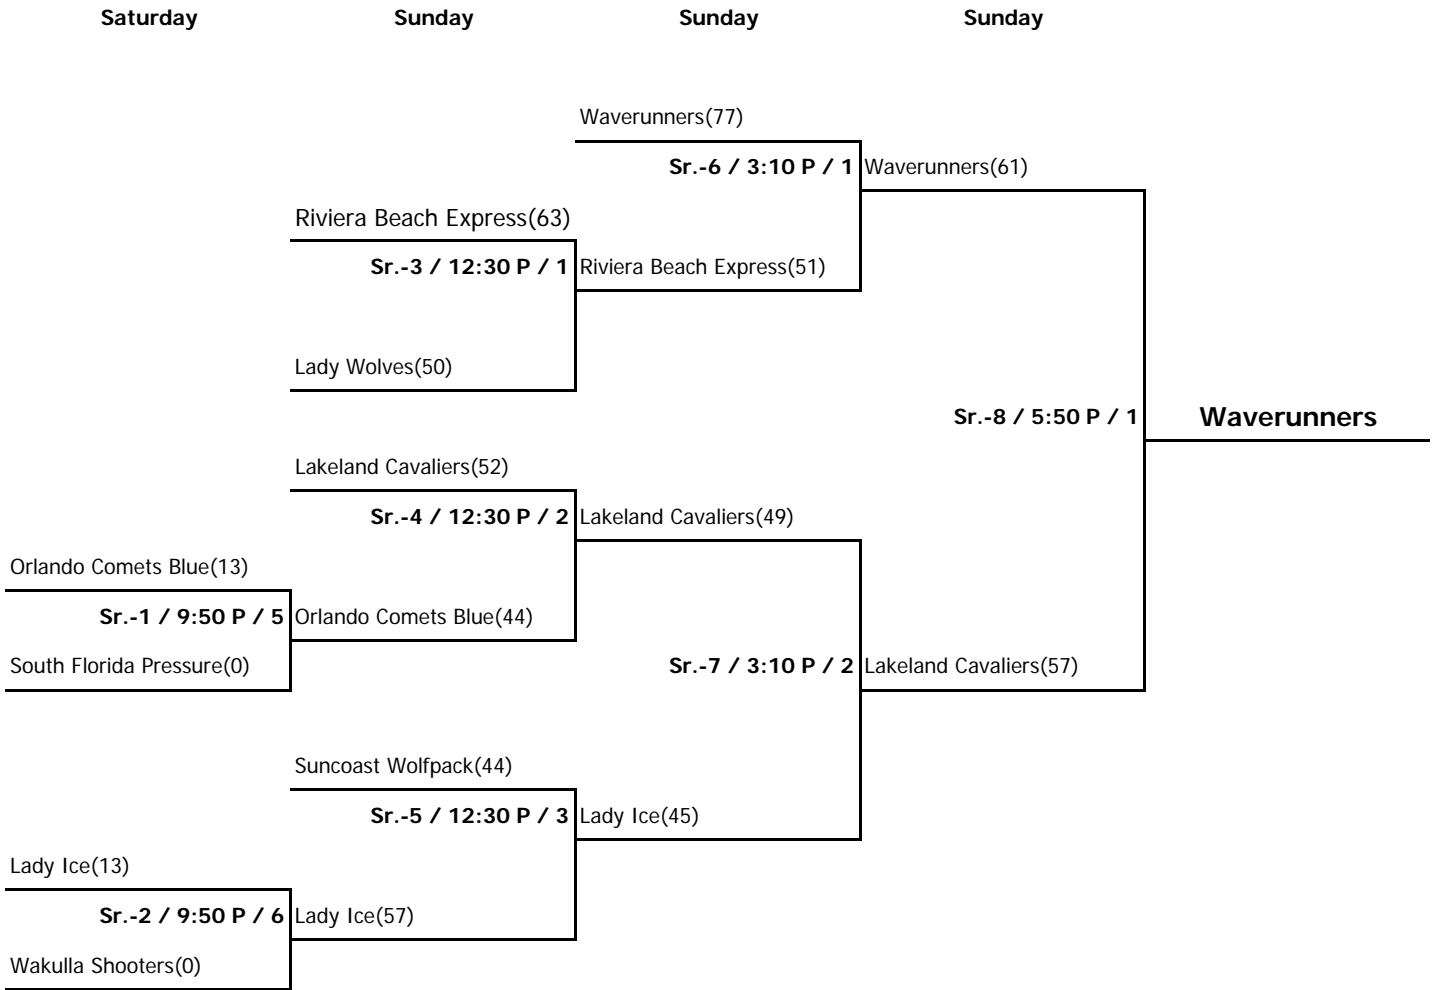 Saturday Sunday Sunday Sunday
Waverunners(77)
Sr.-6 / 3:10 P / 1 Waverunners(61)
Riviera Beach Express(63)
Sr.-3 / 12:30 P / 1 Riviera Beach Express(51)
Lady Wolves(50)
Sr.-8 / 5:50 P / 1 Waverunners
Lakeland Cavaliers(52)
Sr.-4 / 12:30 P / 2 Lakeland Cavaliers(49)
Orlando Comets Blue(13)
Sr.-1 / 9:50 P / 5 Orlando Comets Blue(44)
South Florida Pressure(0) Sr.-7 / 3:10 P / 2 Lakeland Cavaliers(57)
Suncoast Wolfpack(44)
Sr.-5 / 12:30 P / 3 Lady Ice(45)
Lady Ice(13)
Sr.-2 / 9:50 P / 6 Lady Ice(57)
Wakulla Shooters(0)